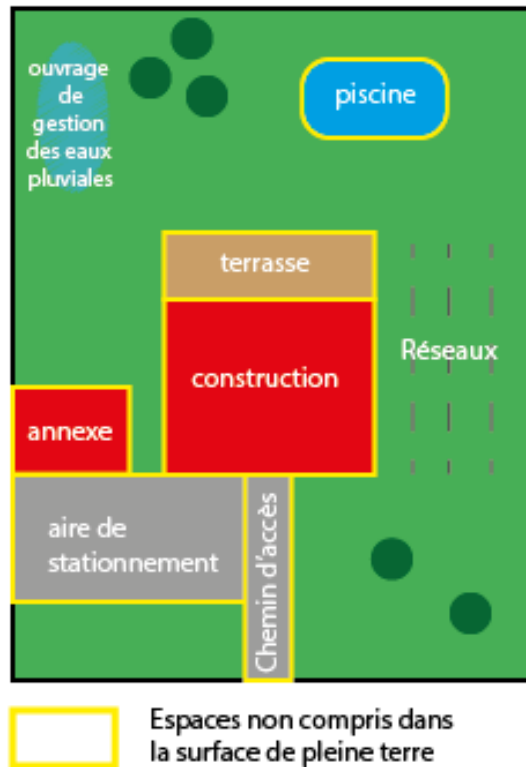 ouvrage
de
gestion
des eaux
pluviales
piscine
terrasse
construction
Réseaux
annexe
aire de
stationnement
Chemin d'accès
Espaces non compris dans
la surface de pleine terre